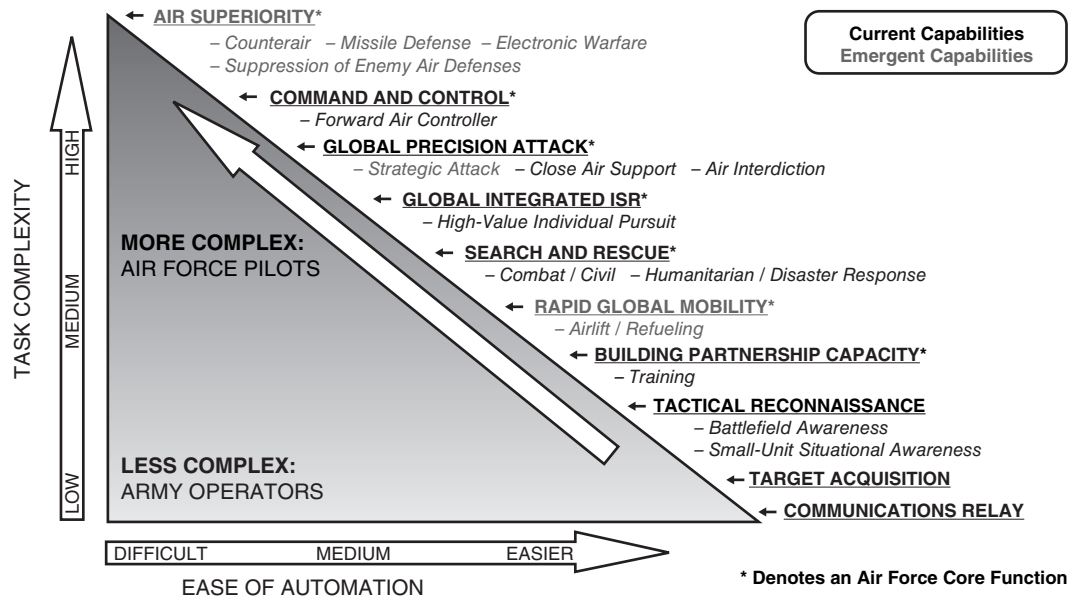 AIR SUPERIORITY*
– Counterair – Missile Defense – Electronic Warfare
– Suppression of Enemy Air Defenses
Current Capabilities
Emergent Capabilities
COMMAND AND CONTROL*
– Forward Air Controller
GLOBAL PRECISION ATTACK*
– Strategic Attack – Close Air Support – Air Interdiction
GLOBAL INTEGRATED ISR*
– High-Value Individual Pursuit
SEARCH AND RESCUE*
– Combat / Civil – Humanitarian / Disaster Response
RAPID GLOBAL MOBILITY*
– Airlift / Refueling
BUILDING PARTNERSHIP CAPACITY*
– Training
TACTICAL RECONNAISSANCE
– Battlefield Awareness
– Small-Unit Situational Awareness
TARGET ACQUISITION
COMMUNICATIONS RELAY
MORE COMPLEX:
AIR FORCE PILOTS
LESS COMPLEX:
ARMY OPERATORS
TASK COMPLEXITY
HIGH
MEDIUM
LOW
DIFFICULT MEDIUM EASIER
EASE OF AUTOMATION
* Denotes an Air Force Core Function